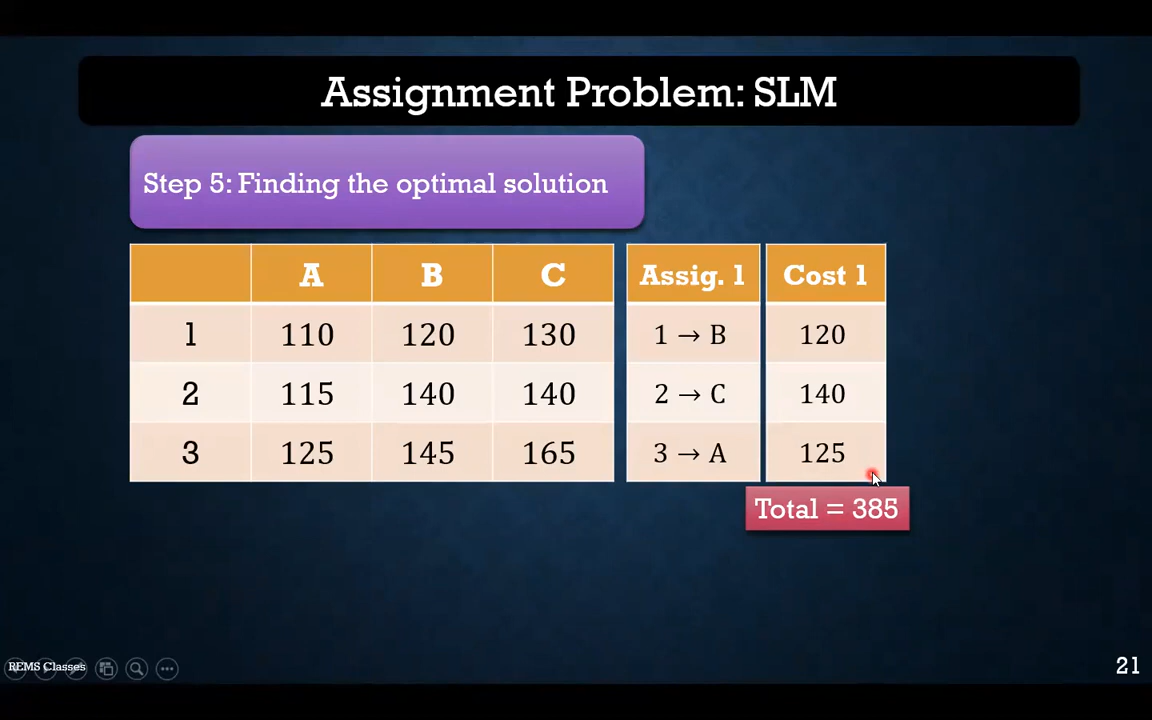 Assignment Problem: SLM
Step 5: Finding the optimal solution
A B C Assig. 1 Cost 1
1 110 120 130 1 → B 120
2 115 140 140 2 → C 140
3 125 145 165 3 → A 125
Total = 385
REMS Classes
21